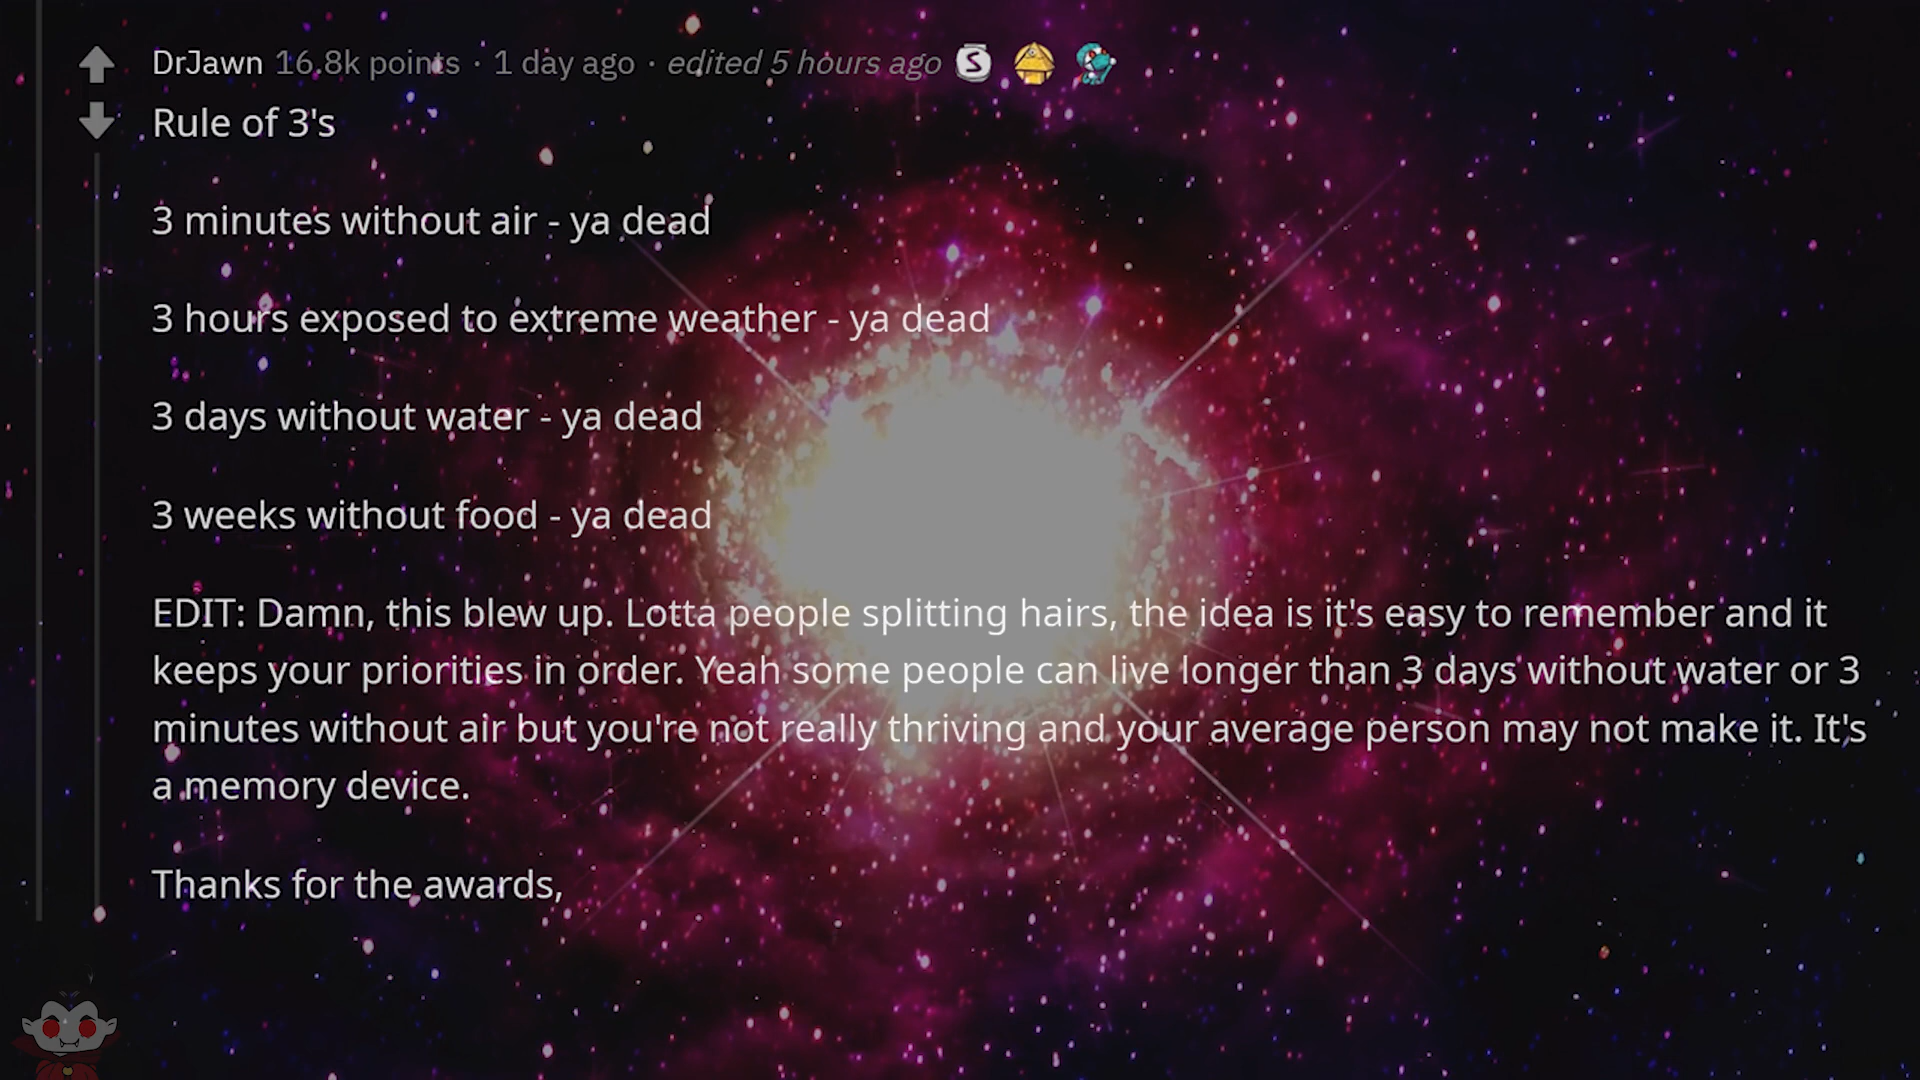 DrJawn 16.8k points · 1 day ago · edited 5 hours ago S
Rule of 3's
3 minutes without air - ya dead
3 hours exposed to extreme weather - ya dead
3 days without water - ya dead
3 weeks without food - ya dead
EDIT: Damn, this blew up. Lotta people splitting hairs, the idea is it's easy to remember and it
keeps your priorities in order. Yeah some people can live longer than 3 days without water or 3
minutes without air but you're not really thriving and your average person may not make it. It's
a memory device.
Thanks for the awards,